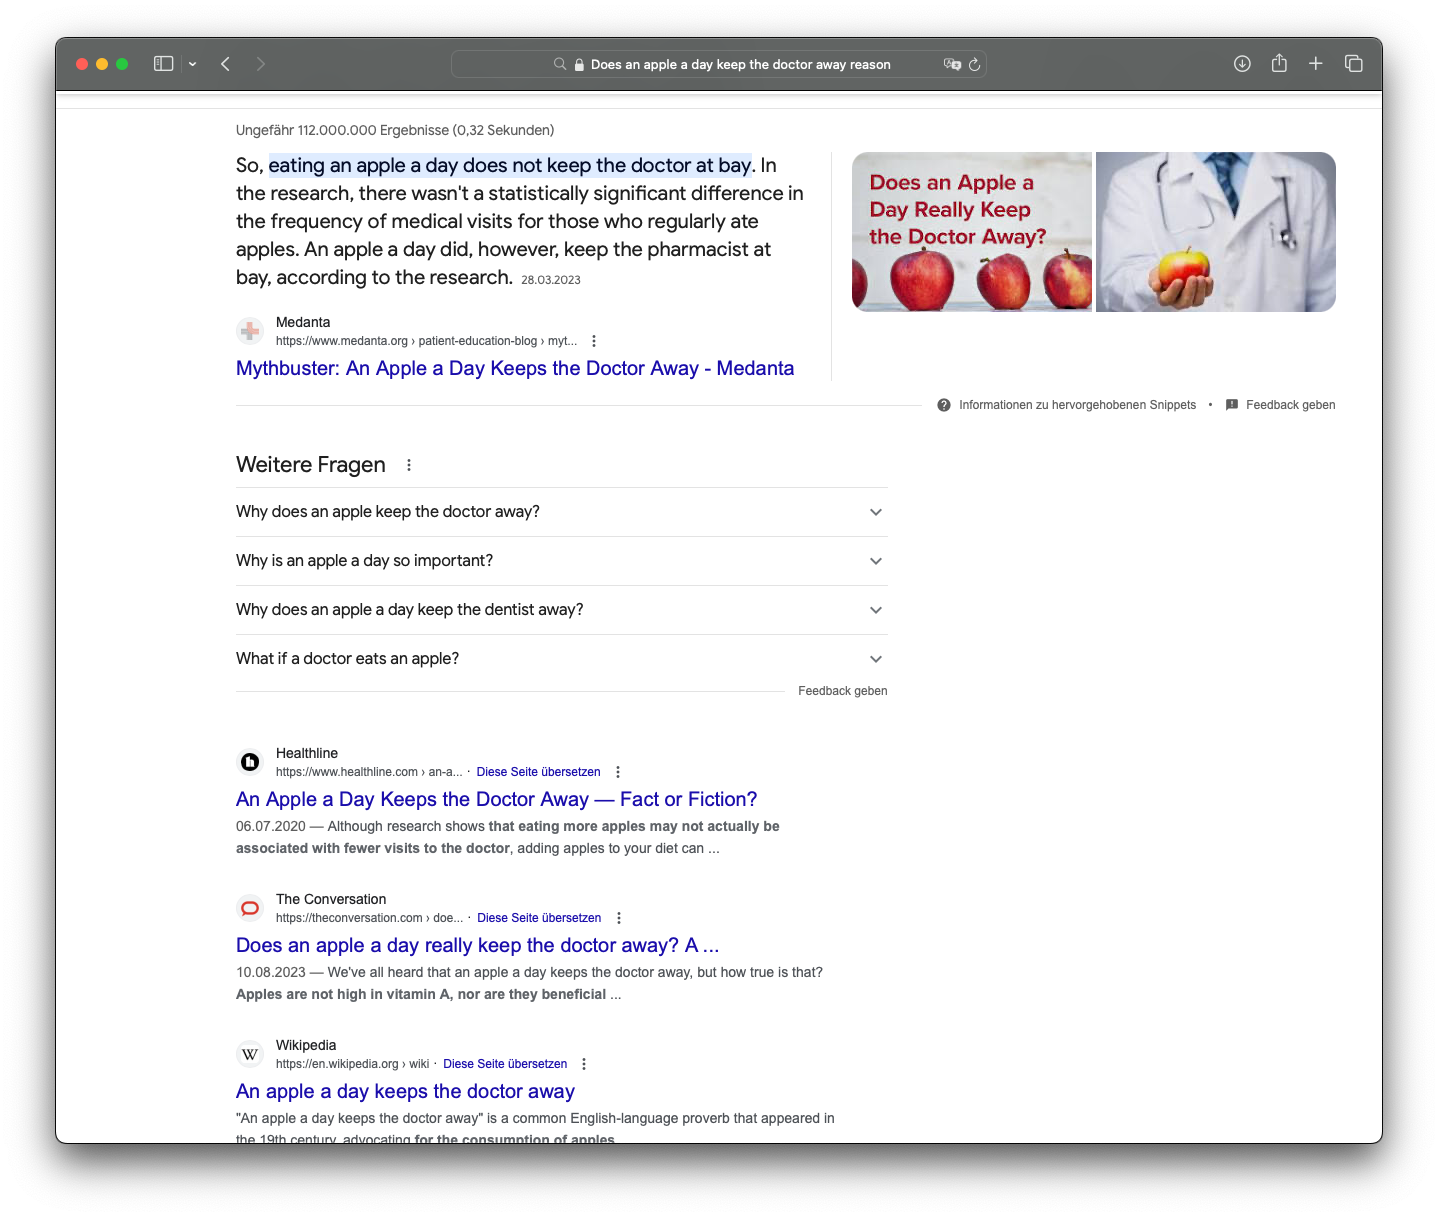 Does an apple a day keep the doctor away reason
Ungefähr 112.000.000 Ergebnisse (0,32 Sekunden)
So, eating an apple a day does not keep the doctor at bay. In
the research, there wasn't a statistically significant difference in
the frequency of medical visits for those who regularly ate
apples. An apple a day did, however, keep the pharmacist at
bay, according to the research. 28.03.2023
Medanta
https://www.medanta.org › patient-education-blog › myt...
Mythbuster: An Apple a Day Keeps the Doctor Away - Medanta
Does an Apple a
Day Really Keep
the Doctor Away?
Informationen zu hervorgehobenen Snippets • Feedback geben
Weitere Fragen
Why does an apple keep the doctor away?
Why is an apple a day so important?
Why does an apple a day keep the dentist away?
What if a doctor eats an apple?
Feedback geben
Healthline
https://www.healthline.com › an-a... · Diese Seite übersetzen
An Apple a Day Keeps the Doctor Away — Fact or Fiction?
06.07.2020 — Although research shows that eating more apples may not actually be
associated with fewer visits to the doctor, adding apples to your diet can ...
The Conversation
https://theconversation.com › doe... · Diese Seite übersetzen
Does an apple a day really keep the doctor away? A ...
10.08.2023 — We've all heard that an apple a day keeps the doctor away, but how true is that?
Apples are not high in vitamin A, nor are they beneficial ...
W
Wikipedia
https://en.wikipedia.org › wiki · Diese Seite übersetzen
An apple a day keeps the doctor away
"An apple a day keeps the doctor away" is a common English-language proverb that appeared in
the 19th century, advocating for the consumption of apples